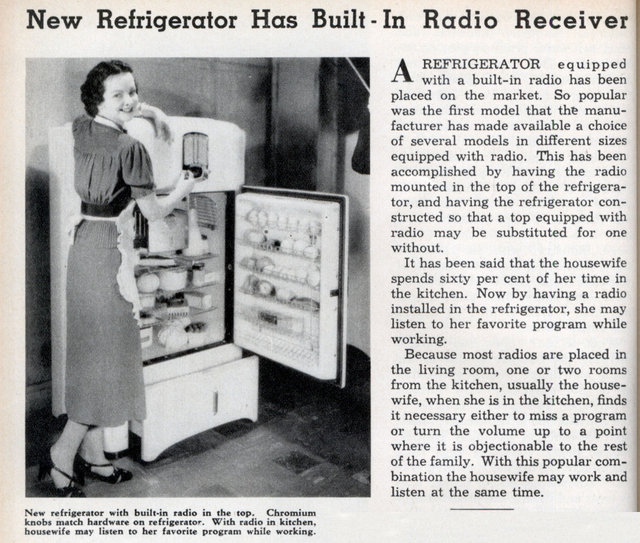 New Refrigerator Has Built-In Radio Receiver
A REFRIGERATOR equipped
with a built-in radio has been
placed on the market. So popular
was the first model that the manu-
facturer has made available a choice
of several models in different sizes
equipped with radio. This has been
accomplished by having the radio
mounted in the top of the refrigera-
tor, and having the refrigerator con-
structed so that a top equipped with
radio may be substituted for one
without.
It has been said that the housewife
spends sixty per cent of her time in
the kitchen. Now by having a radio
installed in the refrigerator, she may
listen to her favorite program while
working.
Because most radios are placed in
the living room, one or two rooms
from the kitchen, usually the house-
wife, when she is in the kitchen, finds
it necessary either to miss a program
or turn the volume up to a point
where it is objectionable to the rest
of the family. With this popular com-
bination the housewife may work and
listen at the same time.
New refrigerator with built-in radio in the top. Chromium
knobs match hardware on refrigerator. With radio in kitchen,
housewife may listen to her favorite program while working.